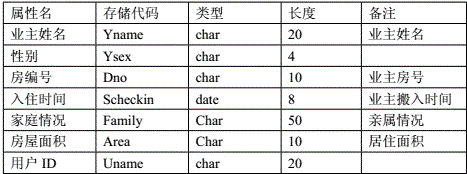 属性名 存储代码 类型 长度 备注
业主姓名 Yname char 20 业主姓名
性别 Ysex char 4
房编号 Dno char 10 业主房号
入住时间 Scheckin date 8 业主搬入时间
家庭情况 Family Char 50 亲属情况
房屋面积 Area Char 10 居住面积
用户 ID Uname char 20